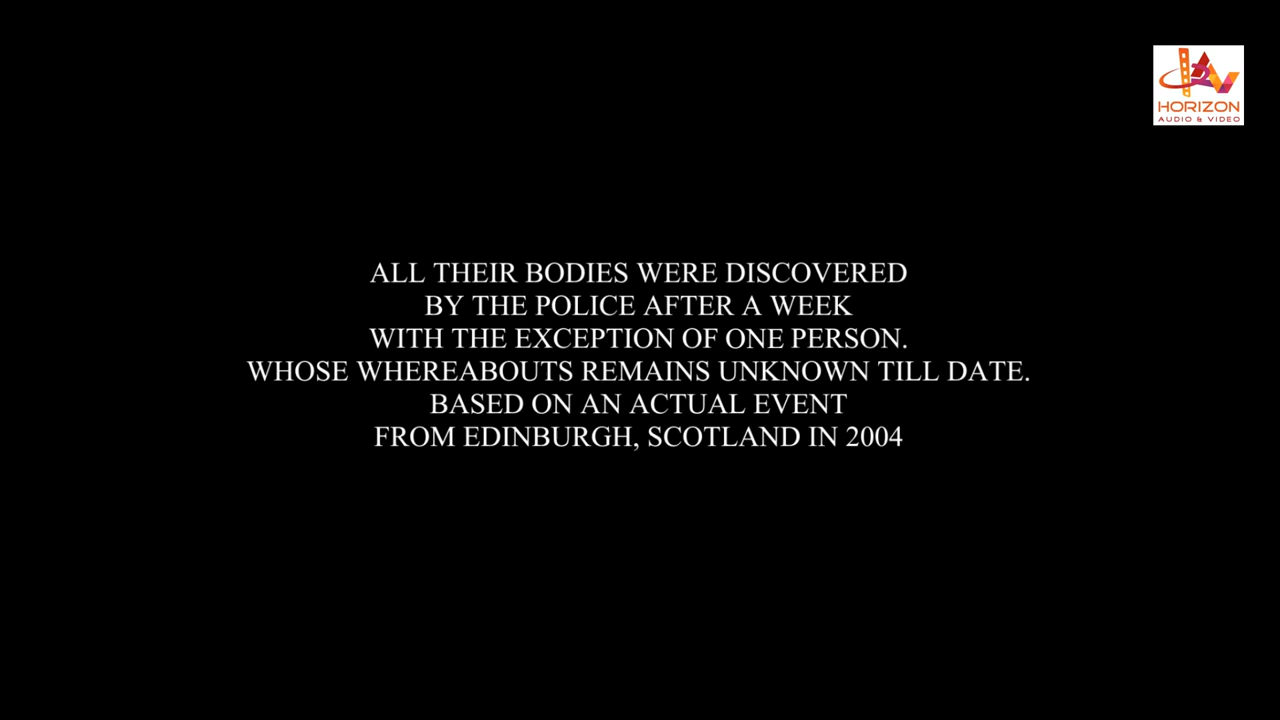 HORIZON
AUDIO & VIDEO
ALL THEIR BODIES WERE DISCOVERED
BY THE POLICE AFTER A WEEK
WITH THE EXCEPTION OF ONE PERSON.
WHOSE WHEREABOUTS REMAINS UNKNOWN TILL DATE.
BASED ON AN ACTUAL EVENT
FROM EDINBURGH, SCOTLAND IN 2004